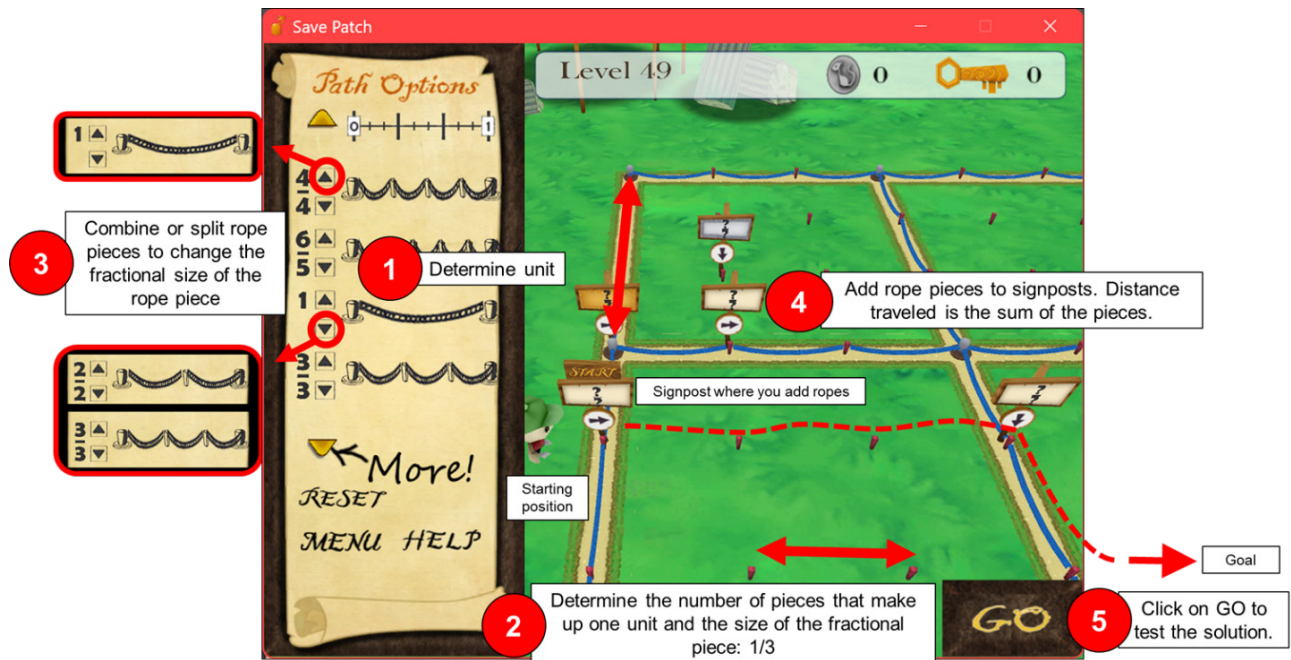 Save Patch
Path Options
0 1
4
4
6
5
1
3
3
More!
RESET
MENU HELP
Level 49
0
0
START
?
?
?
?
?
?
?
?
?
?
GO
1
Determine unit
2
Determine the number of pieces that make
up one unit and the size of the fractional
piece: 1/3
3
Combine or split rope
pieces to change the
fractional size of the
rope piece
1
2
2
3
3
4
Add rope pieces to signposts. Distance
traveled is the sum of the pieces.
Signpost where you add ropes
Starting
position
Goal
5
Click on GO to
test the solution.